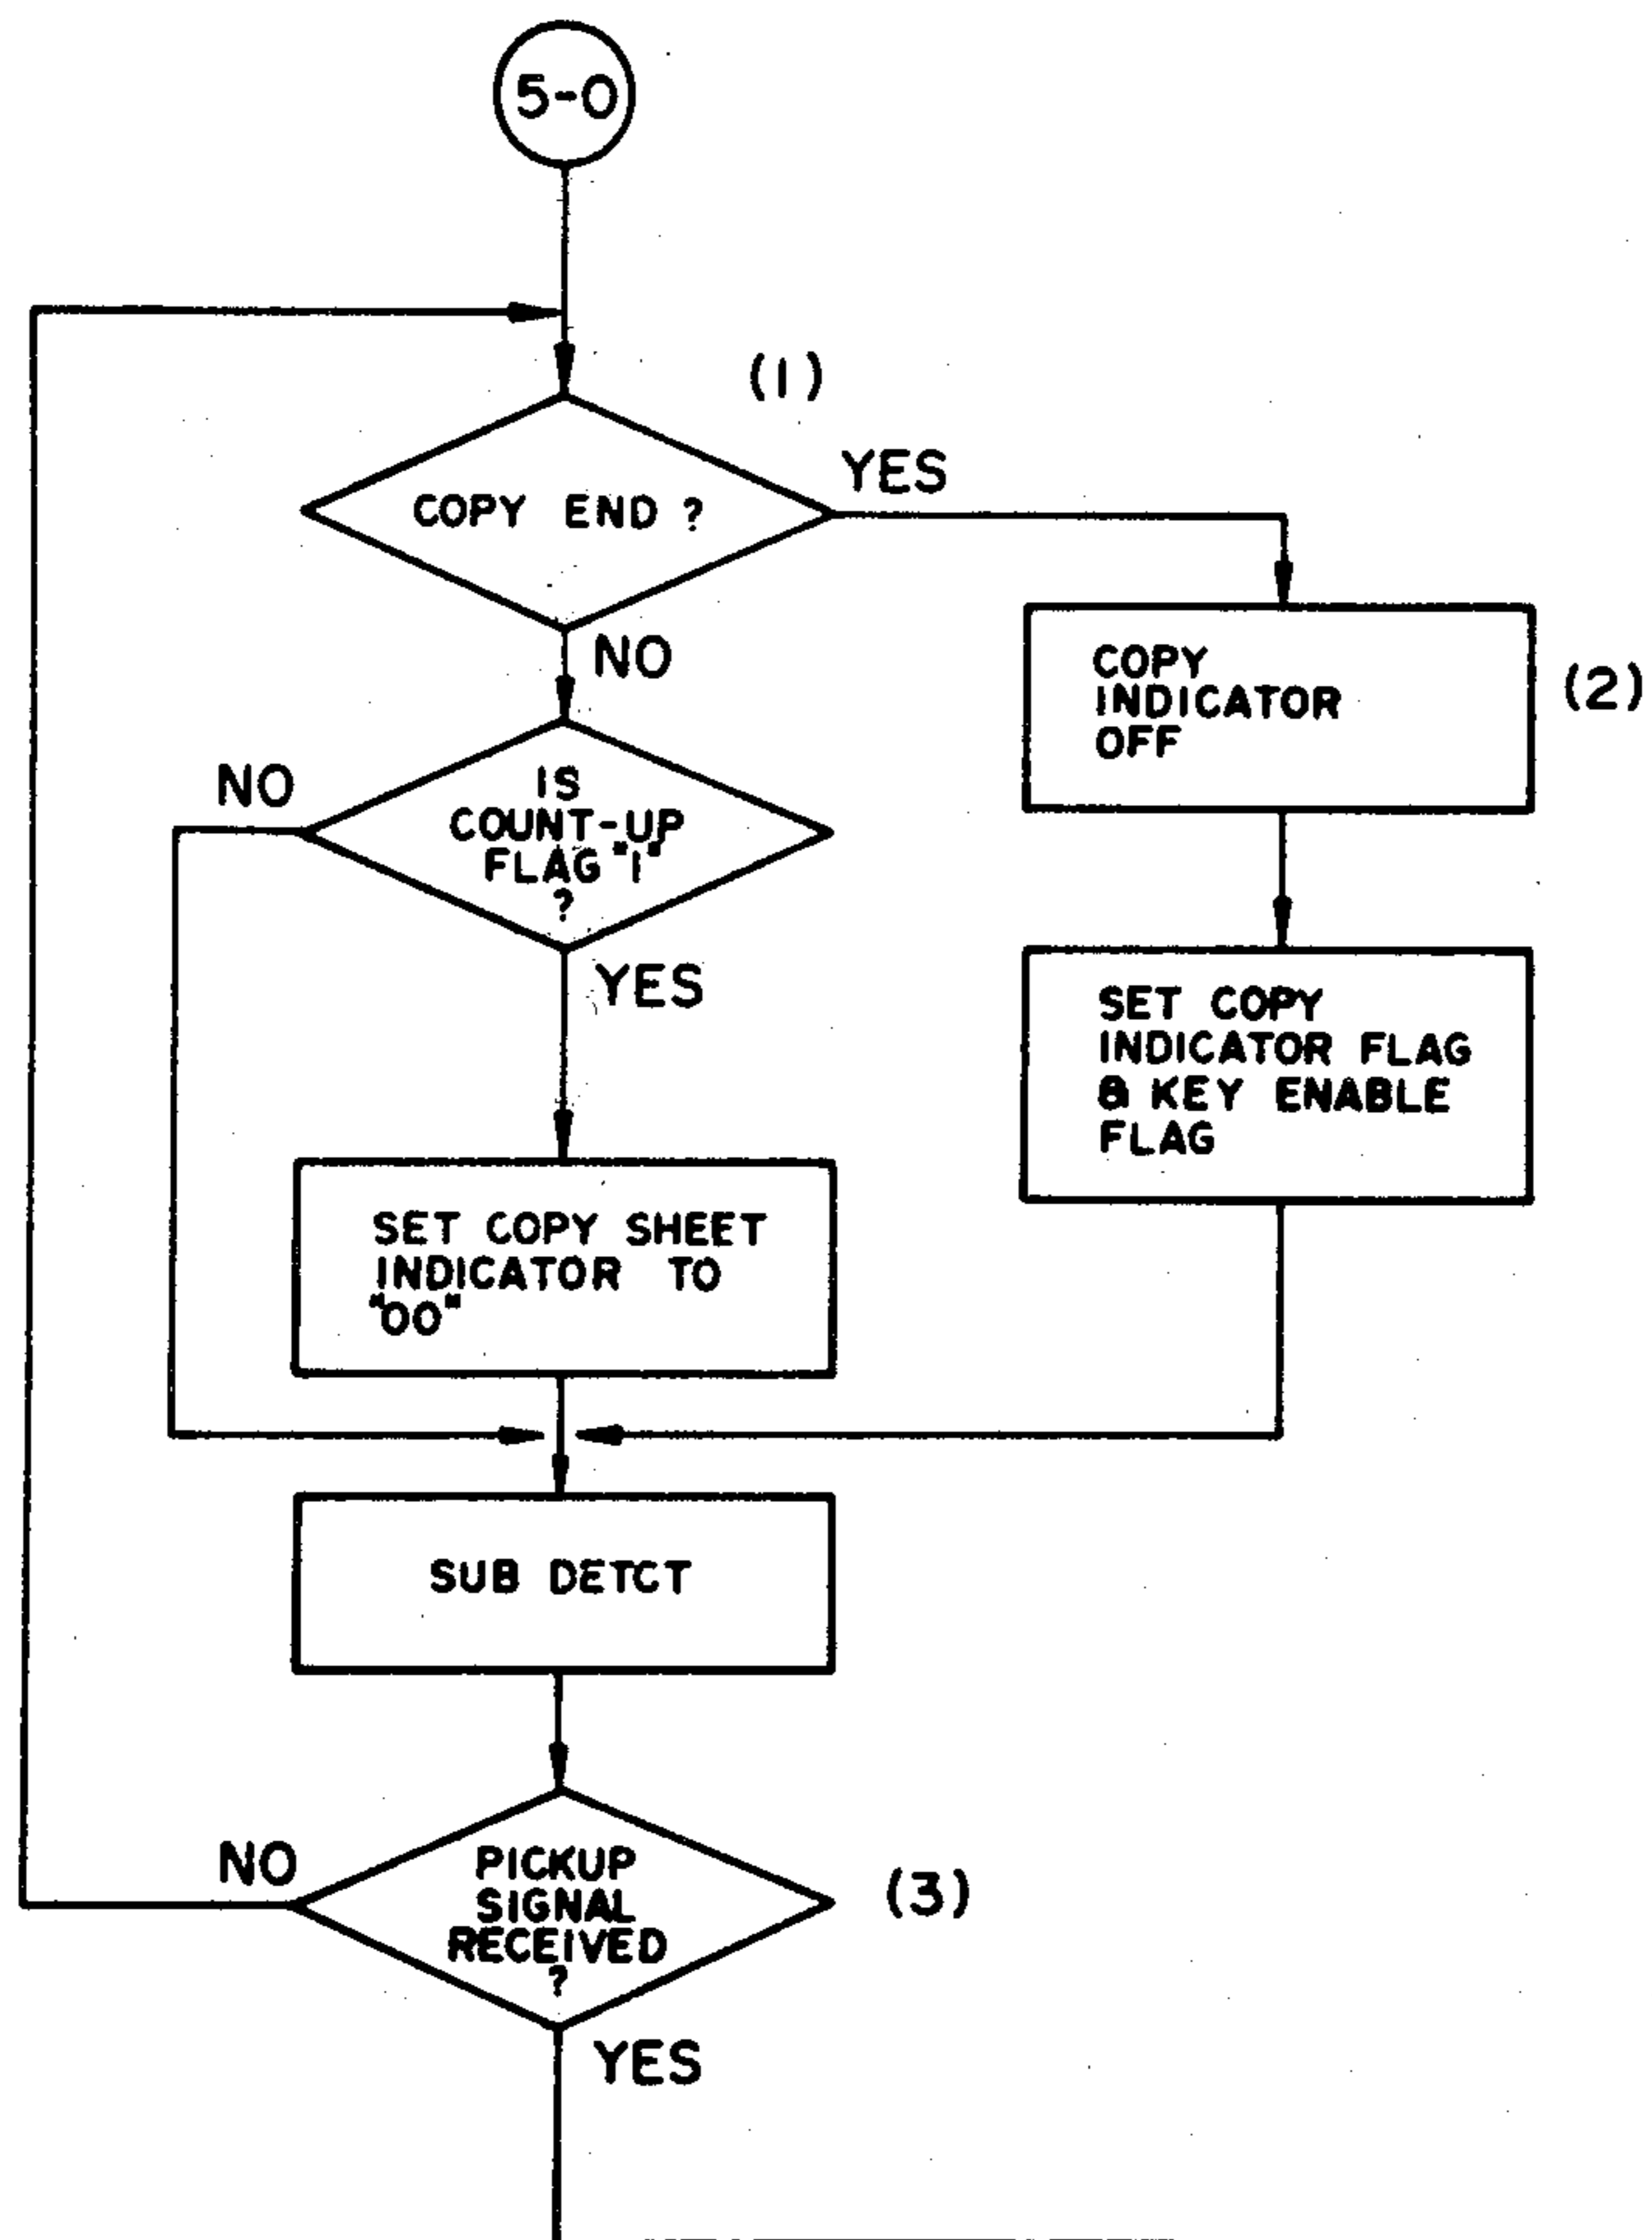 5-0
(1)
COPY END ?
YES
NO
COPY
INDICATOR
OFF
(2)
NO
IS
COUNT-UP
FLAG "1"
?
YES
SET COPY
INDICATOR FLAG
& KEY ENABLE
FLAG
SET COPY SHEET
INDICATOR TO
"00"
SUB DETCT
NO
PICKUP
SIGNAL
RECEIVED
?
(3)
YES